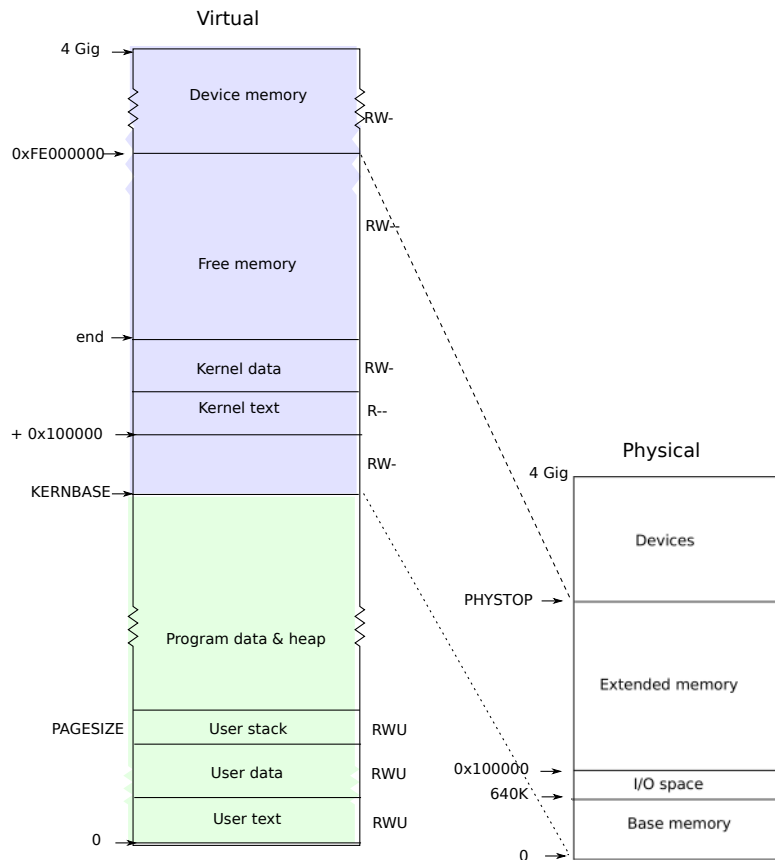 Virtual
4 Gig
Device memory
RW-
0xFE000000
RW--
Free memory
end
Kernel data
RW-
Kernel text
R--
+ 0x100000
RW-
KERNBASE
Program data & heap
PAGESIZE
User stack
RWU
User data
RWU
User text
RWU
0
Physical
4 Gig
Devices
PHYSTOP
Extended memory
0x100000
I/O space
640K
Base memory
0